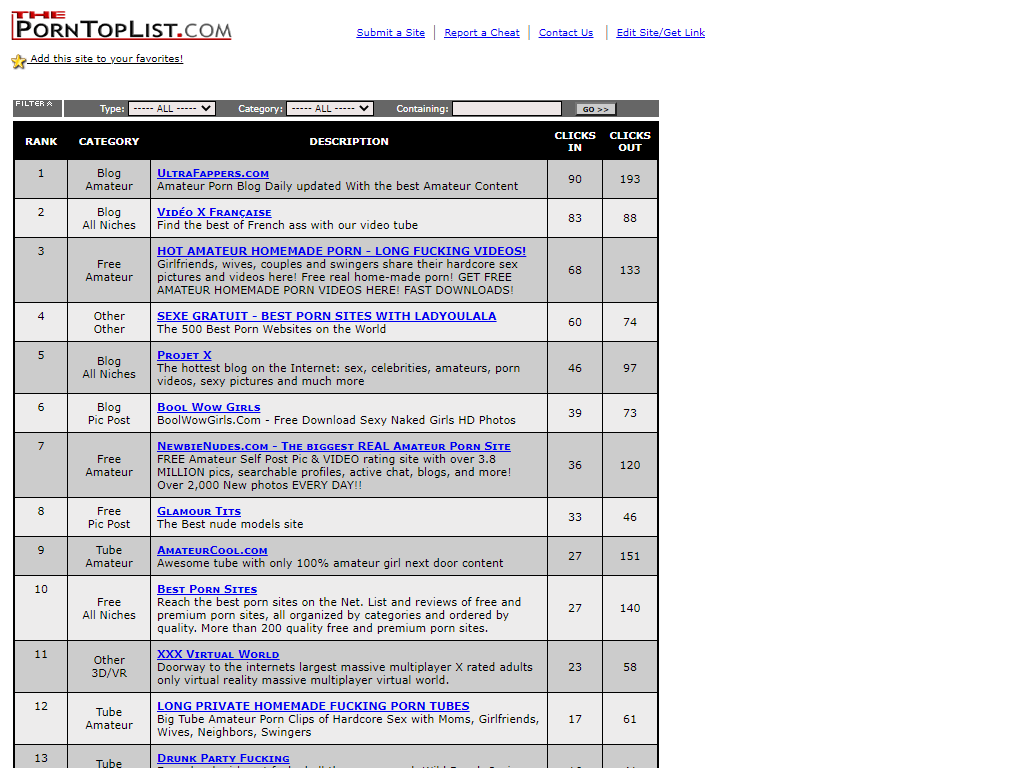 THE
PORNTOPLIST.COM
Submit a Site | Report a Cheat | Contact Us | Edit Site/Get Link
Add this site to your favorites!
FILTER Type: ----- ALL ----- Category: ----- ALL ----- Containing: GO >>
RANK CATEGORY DESCRIPTION CLICKS IN CLICKS OUT
1 Blog Amateur 90 193
ULTRAFAPPERS.COM
Amateur Porn Blog Daily updated With the best Amateur Content
2 Blog All Niches 83 88
VIDÉO X FRANÇAISE
Find the best of French ass with our video tube
3 Free Amateur 68 133
HOT AMATEUR HOMEMADE PORN - LONG FUCKING VIDEOS!
Girlfriends, wives, couples and swingers share their hardcore sex
pictures and videos here! Free real home-made porn! GET FREE
AMATEUR HOMEMADE PORN VIDEOS HERE! FAST DOWNLOADS!
4 Other Other 60 74
SEXE GRATUIT - BEST PORN SITES WITH LADYOULALA
The 500 Best Porn Websites on the World
5 Blog All Niches 46 97
PROJET X
The hottest blog on the Internet: sex, celebrities, amateurs, porn
videos, sexy pictures and much more
6 Blog Pic Post 39 73
BOOL WOW GIRLS
BoolWowGirls.Com - Free Download Sexy Naked Girls HD Photos
7 Free Amateur 36 120
NEWBIENUDES.COM - THE BIGGEST REAL AMATEUR PORN SITE
FREE Amateur Self Post Pic & VIDEO rating site with over 3.8
MILLION pics, searchable profiles, active chat, blogs, and more!
Over 2,000 New photos EVERY DAY!!
8 Free Pic Post 33 46
GLAMOUR TITS
The Best nude models site
9 Tube Amateur 27 151
AMATEURCOOL.COM
Awesome tube with only 100% amateur girl next door content
10 Free All Niches 27 140
BEST PORN SITES
Reach the best porn sites on the Net. List and reviews of free and
premium porn sites, all organized by categories and ordered by
quality. More than 200 quality free and premium porn sites.
11 Other 3D/VR 23 58
XXX VIRTUAL WORLD
Doorway to the internets largest massive multiplayer X rated adults
only virtual reality massive multiplayer virtual world.
12 Tube Amateur 17 61
LONG PRIVATE HOMEMADE FUCKING PORN TUBES
Big Tube Amateur Porn Clips of Hardcore Sex with Moms, Girlfriends,
Wives, Neighbors, Swingers
13 Tube
DRUNK PARTY FUCKING